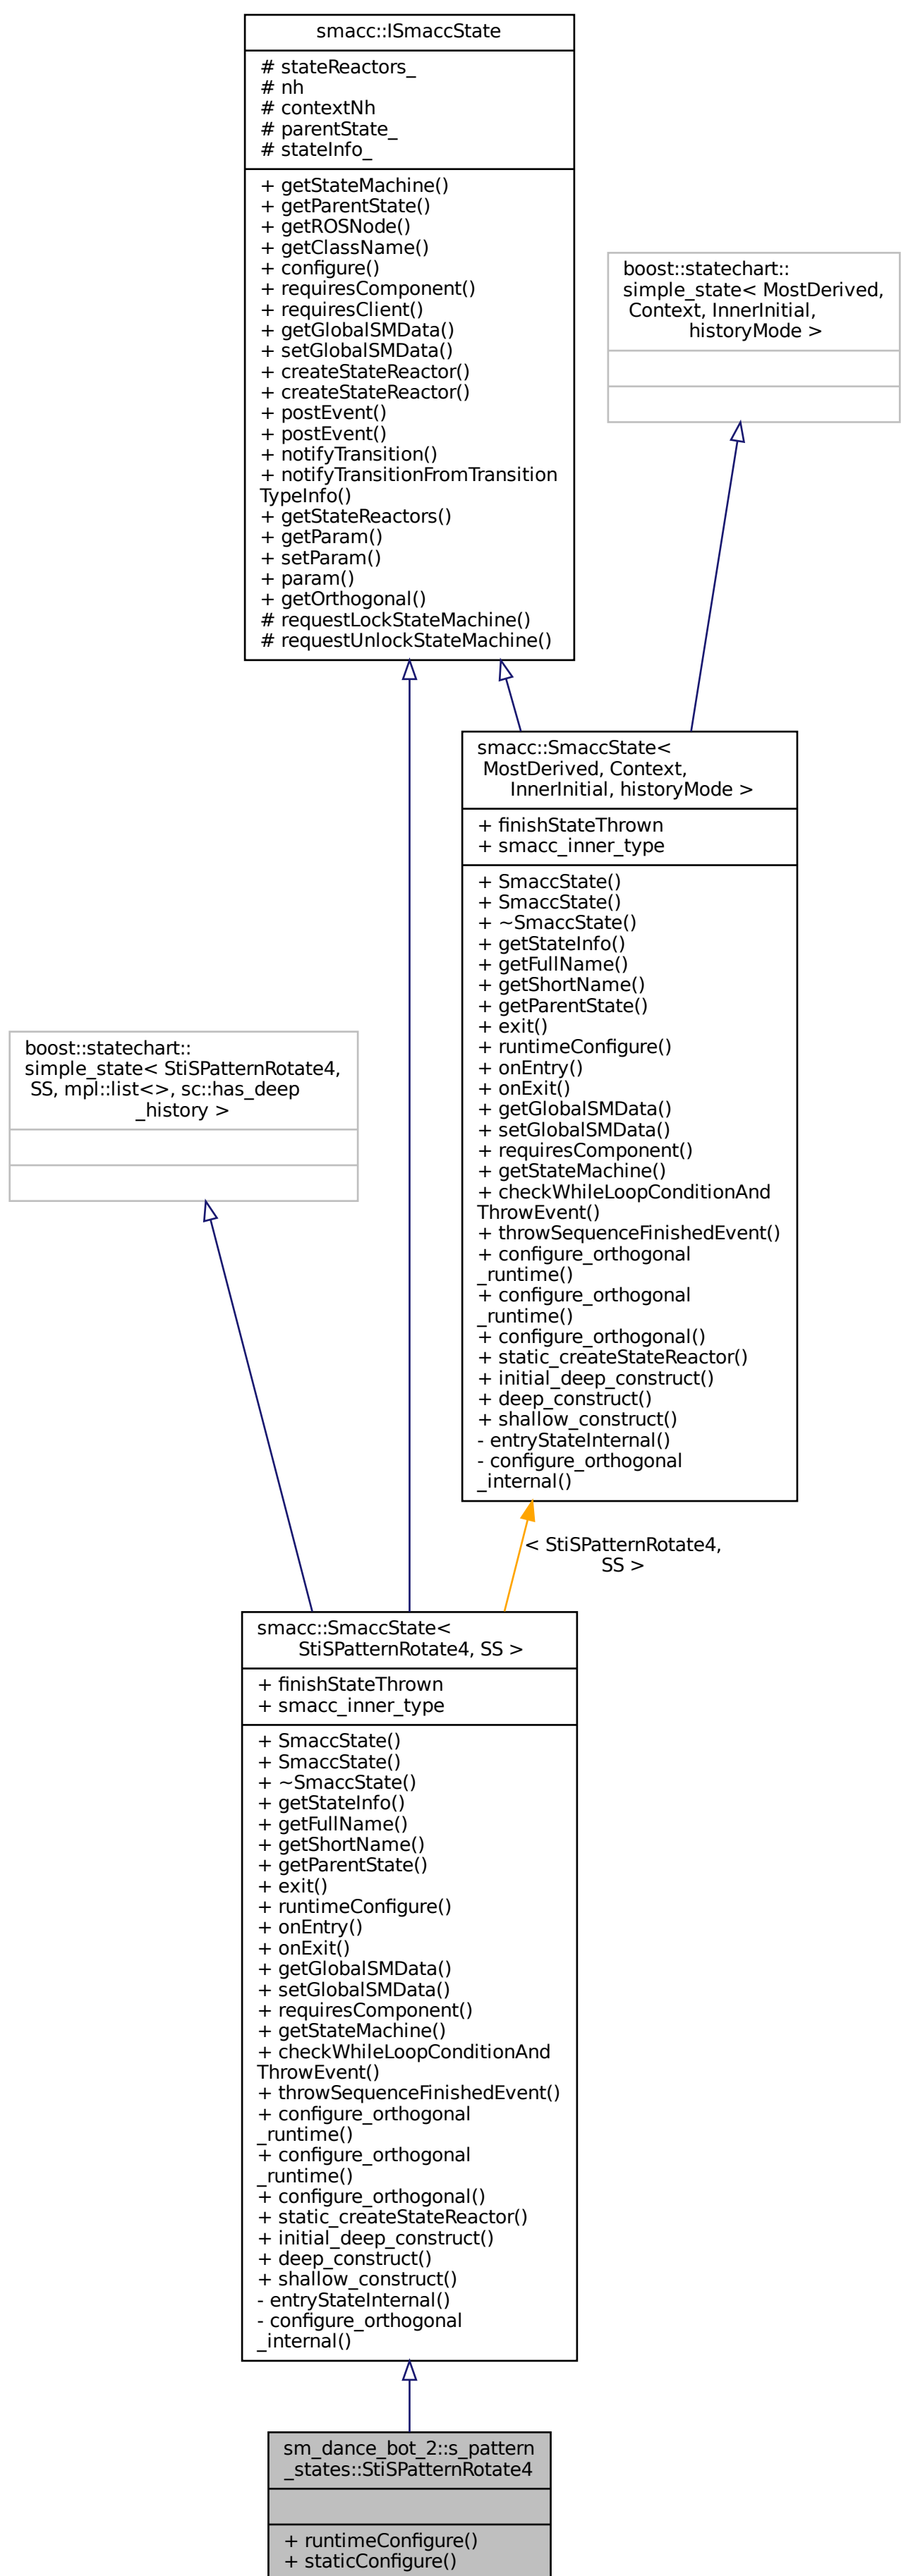 smacc::ISmaccState
# stateReactors_
# nh
# contextNh
# parentState_
# stateInfo_
+ getStateMachine()
+ getParentState()
+ getROSNode()
+ getClassName()
+ configure()
+ requiresComponent()
+ requiresClient()
+ getGlobalSMData()
+ setGlobalSMData()
+ createStateReactor()
+ createStateReactor()
+ postEvent()
+ postEvent()
+ notifyTransition()
+ notifyTransitionFromTransition
TypeInfo()
+ getStateReactors()
+ getParam()
+ setParam()
+ param()
+ getOrthogonal()
# requestLockStateMachine()
# requestUnlockStateMachine()
boost::statechart::
simple_state< MostDerived,
Context, InnerInitial,
historyMode >
smacc::SmaccState<
MostDerived, Context,
InnerInitial, historyMode >
+ finishStateThrown
+ smacc_inner_type
+ SmaccState()
+ SmaccState()
+ ~SmaccState()
+ getStateInfo()
+ getFullName()
+ getShortName()
+ getParentState()
+ exit()
+ runtimeConfigure()
+ onEntry()
+ onExit()
+ getGlobalSMData()
+ setGlobalSMData()
+ requiresComponent()
+ getStateMachine()
+ checkWhileLoopConditionAnd
ThrowEvent()
+ throwSequenceFinishedEvent()
+ configure_orthogonal
_runtime()
+ configure_orthogonal
_runtime()
+ configure_orthogonal()
+ static_createStateReactor()
+ initial_deep_construct()
+ deep_construct()
+ shallow_construct()
- entryStateInternal()
- configure_orthogonal
_internal()
boost::statechart::
simple_state< StiSPatternRotate4,
SS, mpl::list<>, sc::has_deep
_history >
< StiSPatternRotate4,
SS >
smacc::SmaccState<
StiSPatternRotate4, SS >
+ finishStateThrown
+ smacc_inner_type
+ SmaccState()
+ SmaccState()
+ ~SmaccState()
+ getStateInfo()
+ getFullName()
+ getShortName()
+ getParentState()
+ exit()
+ runtimeConfigure()
+ onEntry()
+ onExit()
+ getGlobalSMData()
+ setGlobalSMData()
+ requiresComponent()
+ getStateMachine()
+ checkWhileLoopConditionAnd
ThrowEvent()
+ throwSequenceFinishedEvent()
+ configure_orthogonal
_runtime()
+ configure_orthogonal
_runtime()
+ configure_orthogonal()
+ static_createStateReactor()
+ initial_deep_construct()
+ deep_construct()
+ shallow_construct()
- entryStateInternal()
- configure_orthogonal
_internal()
sm_dance_bot_2::s_pattern
_states::StiSPatternRotate4
+ runtimeConfigure()
+ staticConfigure()